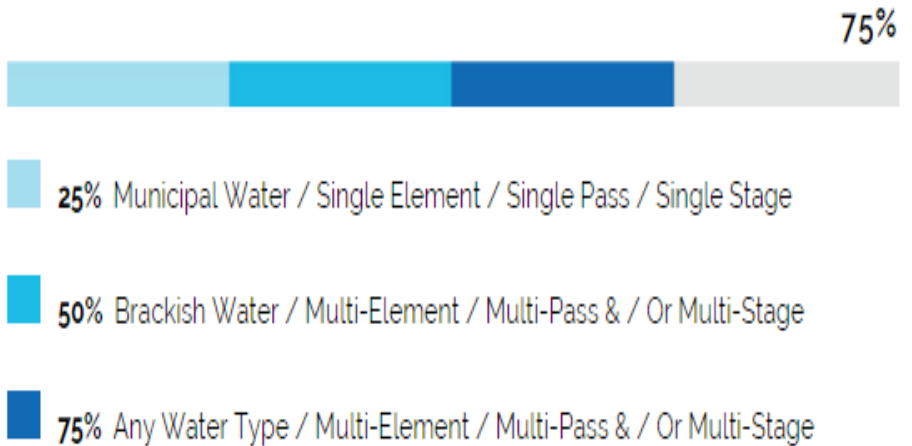 75%
25% Municipal Water / Single Element / Single Pass / Single Stage
50% Brackish Water / Multi-Element / Multi-Pass & / Or Multi-Stage
75% Any Water Type / Multi-Element / Multi-Pass & / Or Multi-Stage